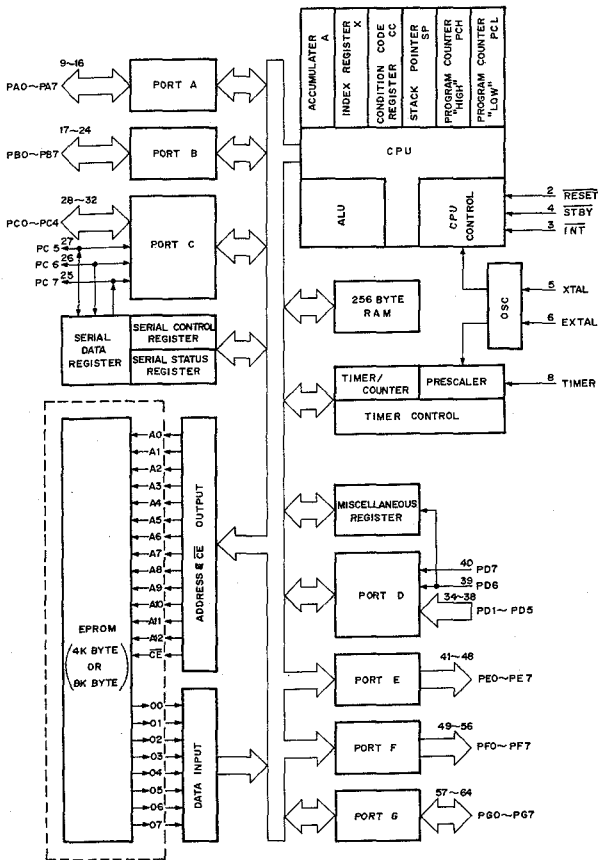 ACCUMULATER A
INDEX REGISTER X
CONDITION CODE REGISTER CC
STACK POINTER SP
PROGRAM COUNTER "HIGH" PCH
PROGRAM COUNTER "LOW" PCL
CPU
ALU
CPU CONTROL
2 RESET
4 STBY
3 INT
9~16
PA0~PA7
PORT A
17~24
PB0~PB7
PORT B
28~32
PC0~PC4
PORT C
27
PC5
26
PC6
25
PC7
SERIAL DATA REGISTER
SERIAL CONTROL REGISTER
SERIAL STATUS REGISTER
256 BYTE RAM
OSC
5 XTAL
6 EXTAL
TIMER/COUNTER
PRESCALER
8 TIMER
TIMER CONTROL
EPROM
(4K BYTE OR 8K BYTE)
A0
A1
A2
A3
A4
A5
A6
A7
A8
A9
A10
A11
A12
CE
ADDRESS & CE OUTPUT
O0
O1
O2
O3
O4
O5
O6
O7
DATA INPUT
MISCELLANEOUS REGISTER
PORT D
40 PD7
39 PD6
34~38
PD1~PD5
PORT E
41~48
PE0~PE7
PORT F
49~56
PF0~PF7
PORT G
57~64
PG0~PG7